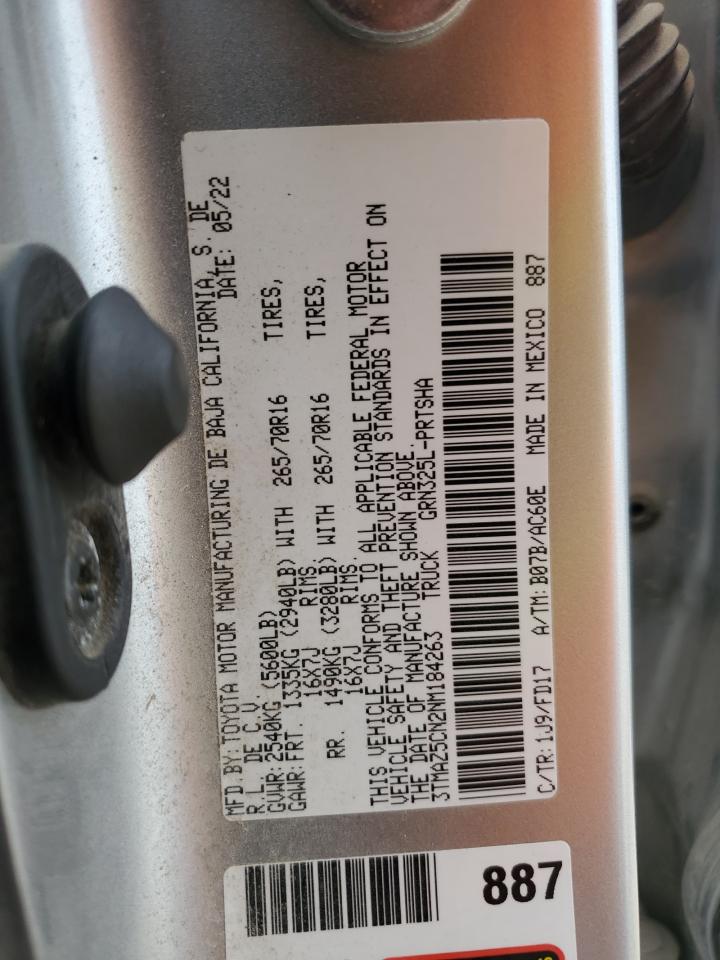 MFD.BY:TOYOTA MOTOR MANUFACTURING DE BAJA CALIFORNIA, S. DE
R.L. DE C.V. DATE: 05/22
GVWR:2540KG (5600LB)
GAWR:FRT. 1335KG (2940LB) WITH 265/70R16 TIRES,
16X7J RIMS,
RR. 1490KG (3280LB) WITH 265/70R16 TIRES,
16X7J RIMS
THIS VEHICLE CONFORMS TO ALL APPLICABLE FEDERAL MOTOR
VEHICLE SAFETY AND THEFT PREVENTION STANDARDS IN EFFECT ON
THE DATE OF MANUFACTURE SHOWN ABOVE.
3TMAZ5CN2NM184263 TRUCK GRN325L-PRTSHA
C/TR:1J9/FD17 A/TM:B07B/AC60E MADE IN MEXICO 887
887